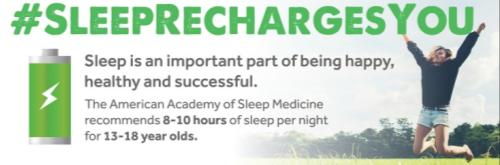 #SLEEPRECHARGESYOU
Sleep is an important part of being happy,
healthy and successful.
The American Academy of Sleep Medicine
recommends 8-10 hours of sleep per night
for 13-18 year olds.